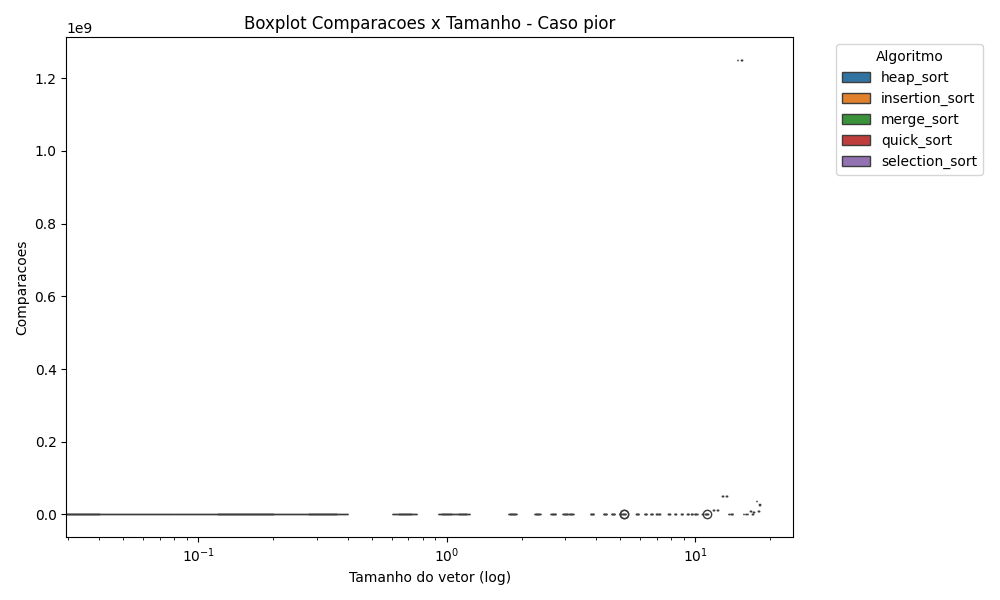 Boxplot Comparacoes x Tamanho - Caso pior
1e9
1.2
1.0
0.8
0.6
0.4
0.2
0.0
Comparacoes
10⁻¹
10⁰
10¹
Tamanho do vetor (log)
Algoritmo
heap_sort
insertion_sort
merge_sort
quick_sort
selection_sort